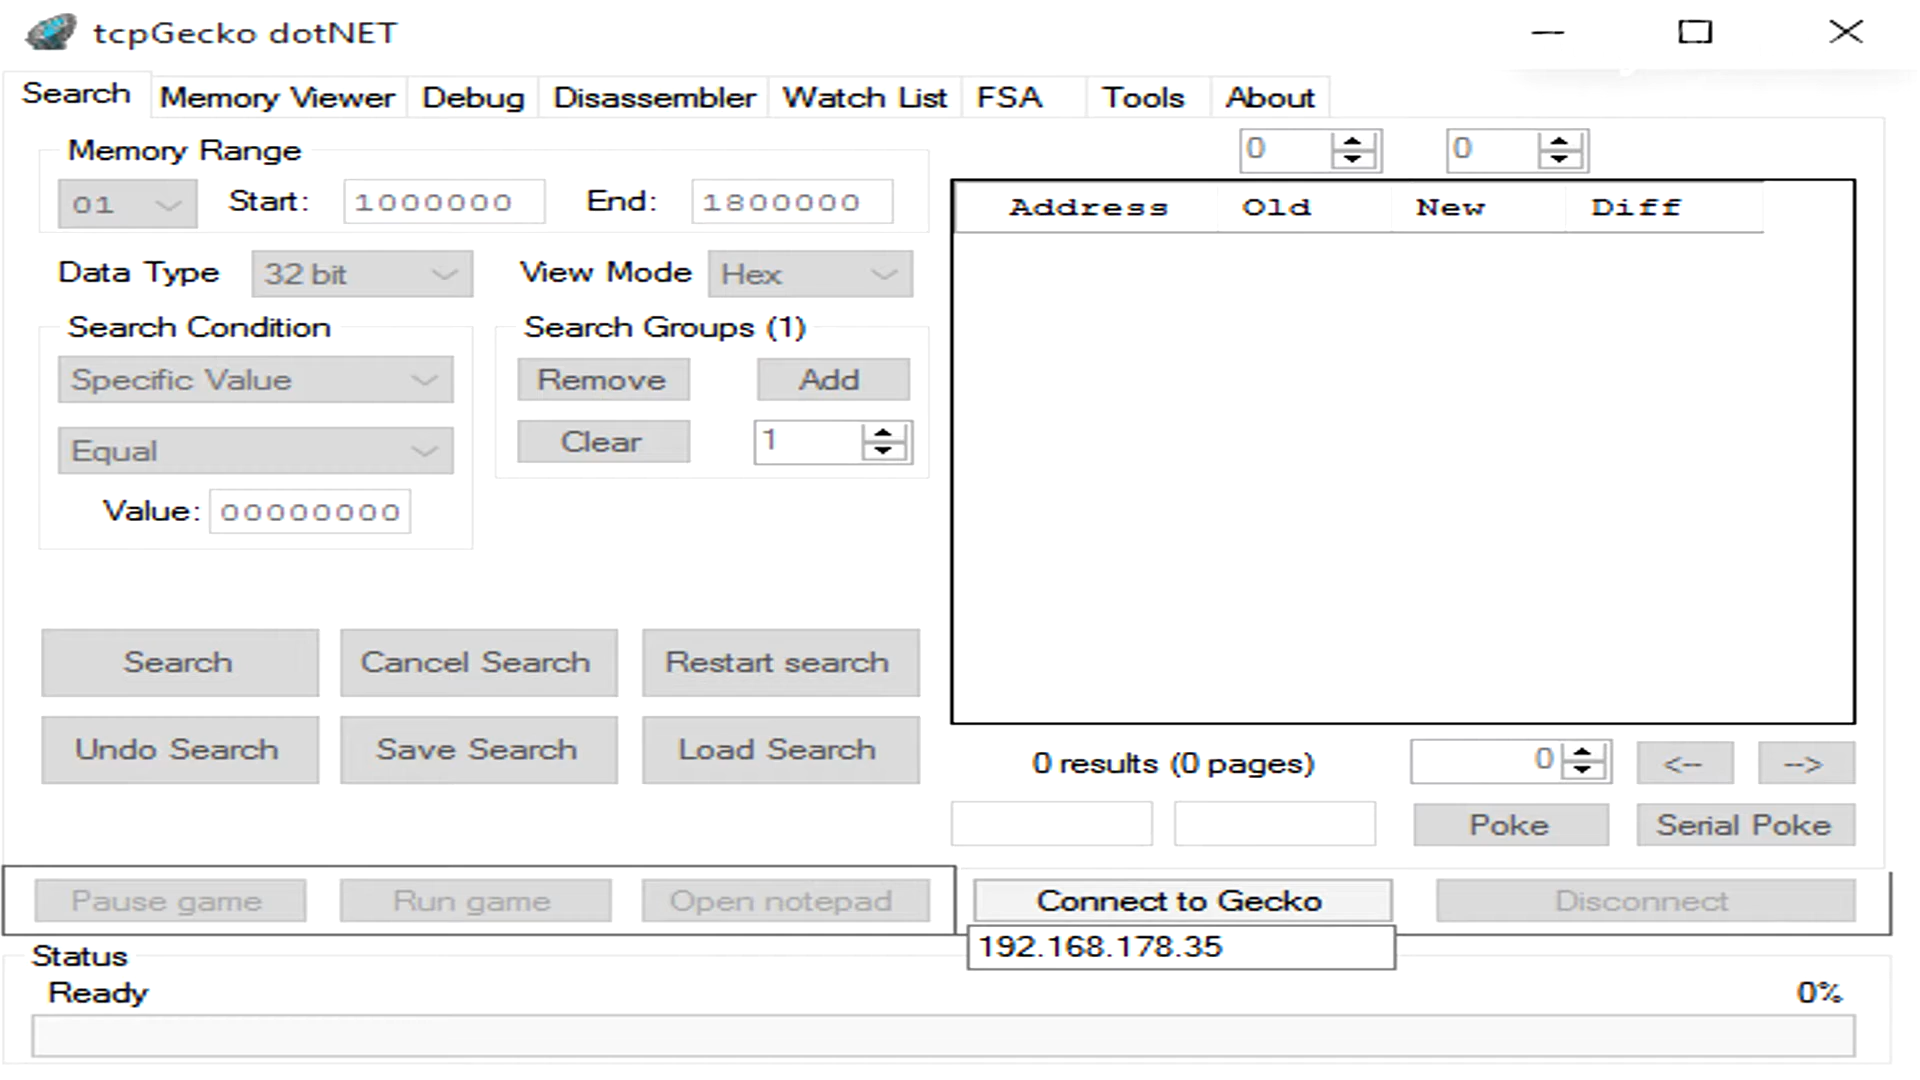 tcpGecko dotNET
Search Memory Viewer Debug Disassembler Watch List FSA Tools About
Memory Range
01 Start: 1000000 End: 1800000
0 0
Address Old New Diff
Data Type 32 bit View Mode Hex
Search Condition
Specific Value
Equal
Value: 00000000
Search Groups (1)
Remove Add
Clear 1
Search Cancel Search Restart search
Undo Search Save Search Load Search
0 results (0 pages) 0 <-- -->
Poke Serial Poke
Pause game Run game Open notepad Connect to Gecko Disconnect
192.168.178.35
Status
Ready 0%